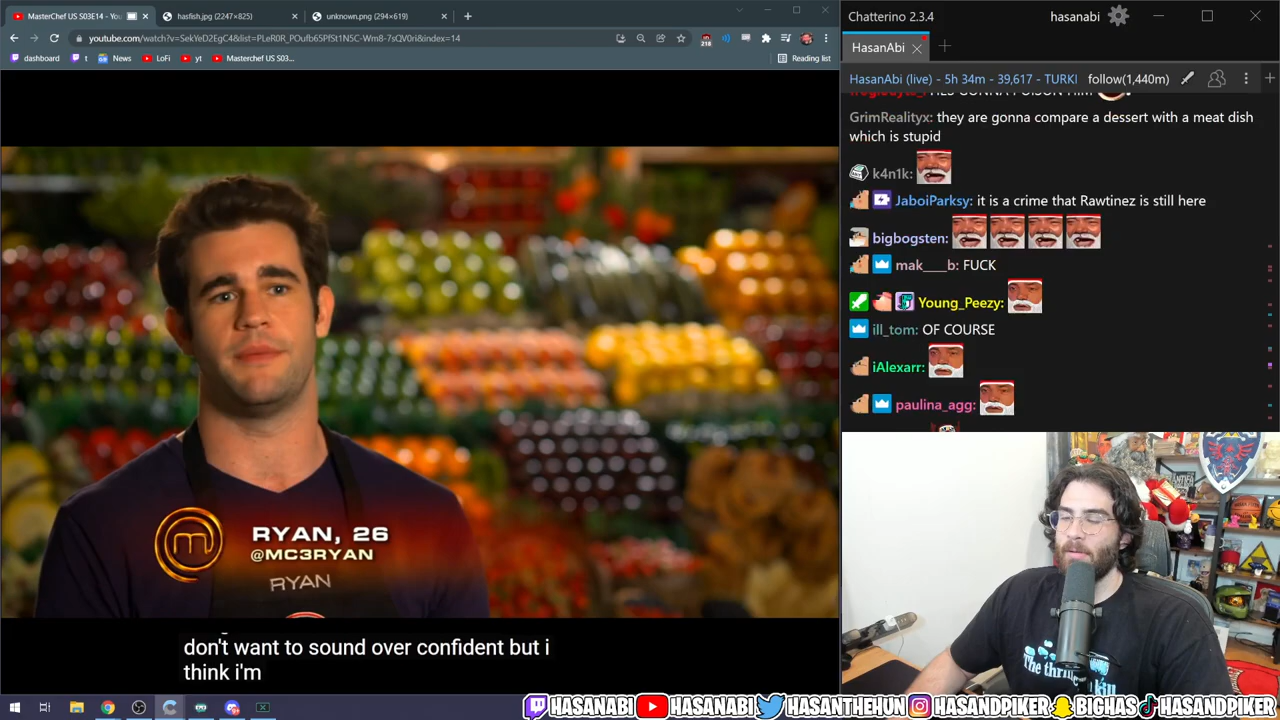 MasterChef US S03E14 - You
hasfish.jpg (2247×825)
unknown.png (294×619)
youtube.com/watch?v=SekYeD2EgC4&list=PLeR0R_POufb65PfSt1N5C-Wm8-7sQV0ri&index=14
218
dashboard
t
News
LoFi
yt
Masterchef US S03...
Reading list
RYAN, 26
@MC3RYAN
RYAN
don't want to sound over confident but i
think i'm
Chatterino 2.3.4
hasanabi
HasanAbi
HasanAbi (live) - 5h 34m - 39,617 - TURKI
follow(1,440m)
GrimRealityx: they are gonna compare a dessert with a meat dish
which is stupid
k4n1k:
JaboiParksy: it is a crime that Rawtinez is still here
bigbogsten:
mak____b: FUCK
Young_Peezy:
ill_tom: OF COURSE
iAlexarr:
paulina_agg:
HASANABI
HASANABI
HASANTHEHUN
HASANDPIKER
BIGHAS
HASANDPIKER